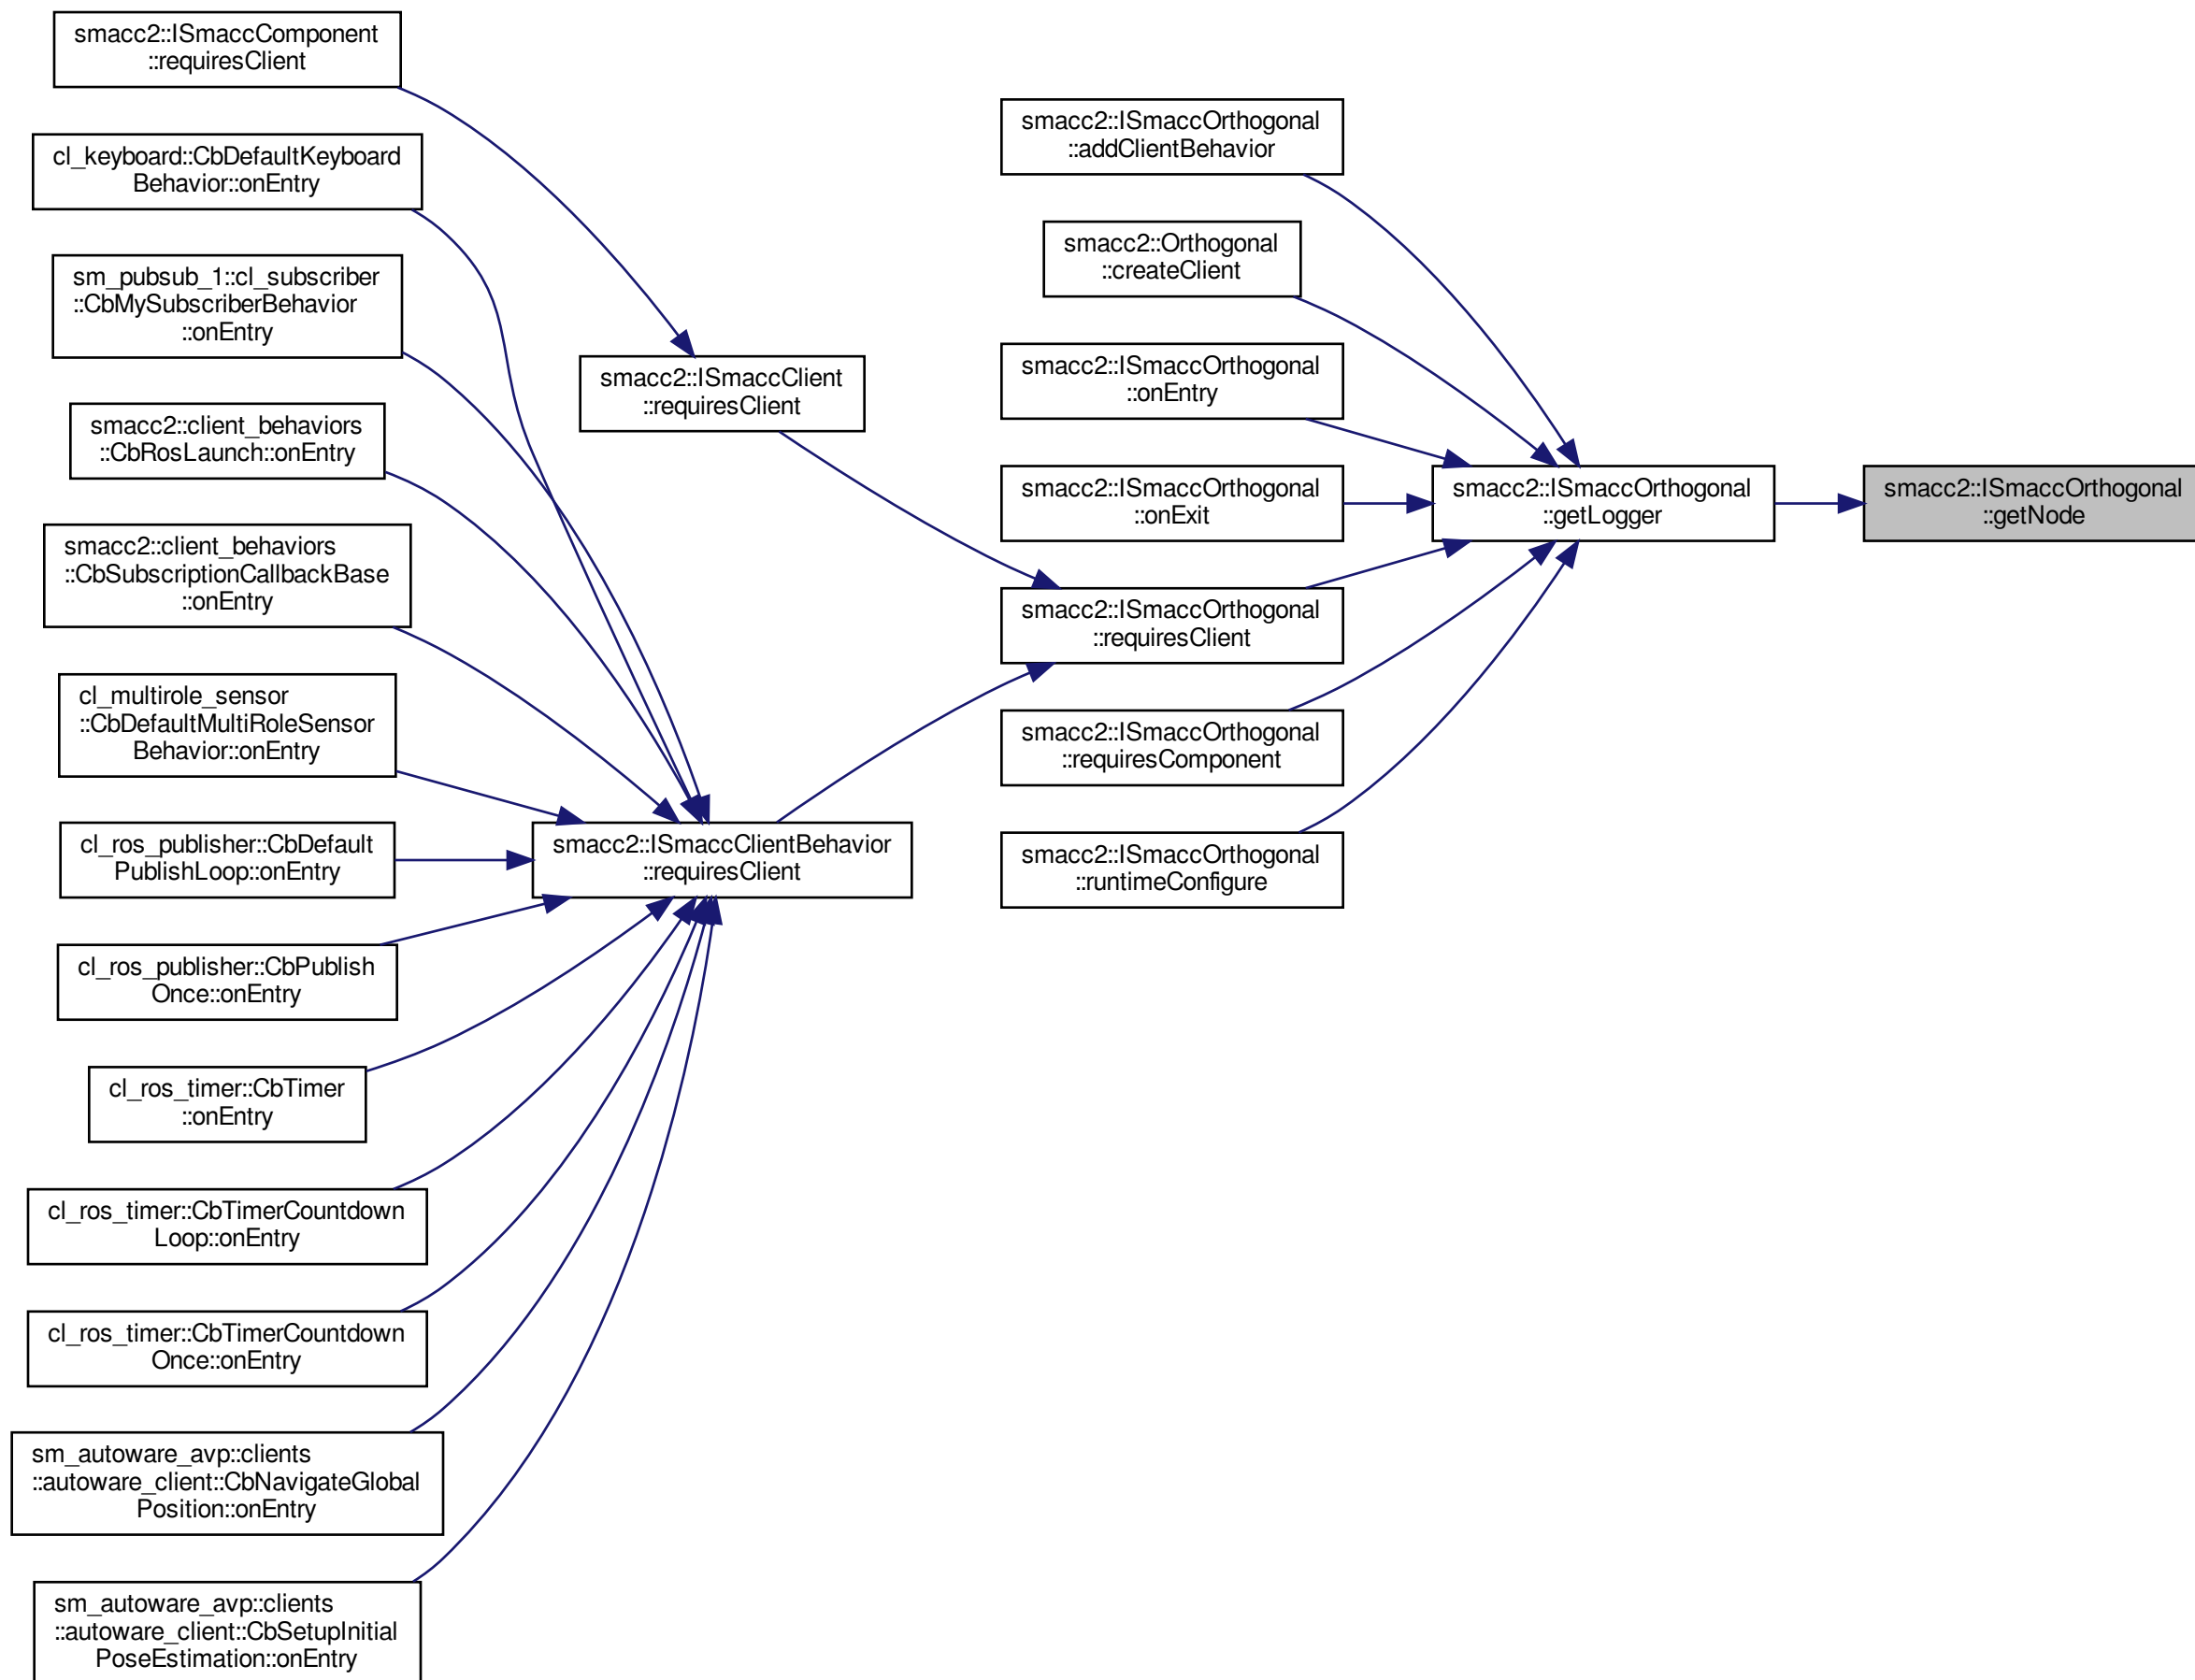 smacc2::ISmaccComponent
::requiresClient
cl_keyboard::CbDefaultKeyboard
Behavior::onEntry
sm_pubsub_1::cl_subscriber
::CbMySubscriberBehavior
::onEntry
smacc2::client_behaviors
::CbRosLaunch::onEntry
smacc2::client_behaviors
::CbSubscriptionCallbackBase
::onEntry
cl_multirole_sensor
::CbDefaultMultiRoleSensor
Behavior::onEntry
cl_ros_publisher::CbDefault
PublishLoop::onEntry
cl_ros_publisher::CbPublish
Once::onEntry
cl_ros_timer::CbTimer
::onEntry
cl_ros_timer::CbTimerCountdown
Loop::onEntry
cl_ros_timer::CbTimerCountdown
Once::onEntry
sm_autoware_avp::clients
::autoware_client::CbNavigateGlobal
Position::onEntry
sm_autoware_avp::clients
::autoware_client::CbSetupInitial
PoseEstimation::onEntry
smacc2::ISmaccClient
::requiresClient
smacc2::ISmaccClientBehavior
::requiresClient
smacc2::ISmaccOrthogonal
::addClientBehavior
smacc2::Orthogonal
::createClient
smacc2::ISmaccOrthogonal
::onEntry
smacc2::ISmaccOrthogonal
::onExit
smacc2::ISmaccOrthogonal
::requiresClient
smacc2::ISmaccOrthogonal
::requiresComponent
smacc2::ISmaccOrthogonal
::runtimeConfigure
smacc2::ISmaccOrthogonal
::getLogger
smacc2::ISmaccOrthogonal
::getNode